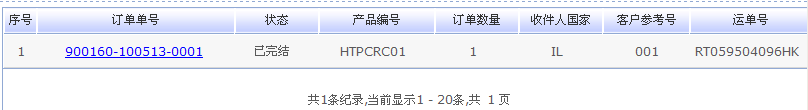 序号 订单单号 状态 产品编号 订单数量 收件人国家 客户参考号 运单号
1 900160-100513-0001 已完结 HTPCRC01 1 IL 001 RT059504096HK
共1条纪录,当前显示1 - 20条,共 1 页